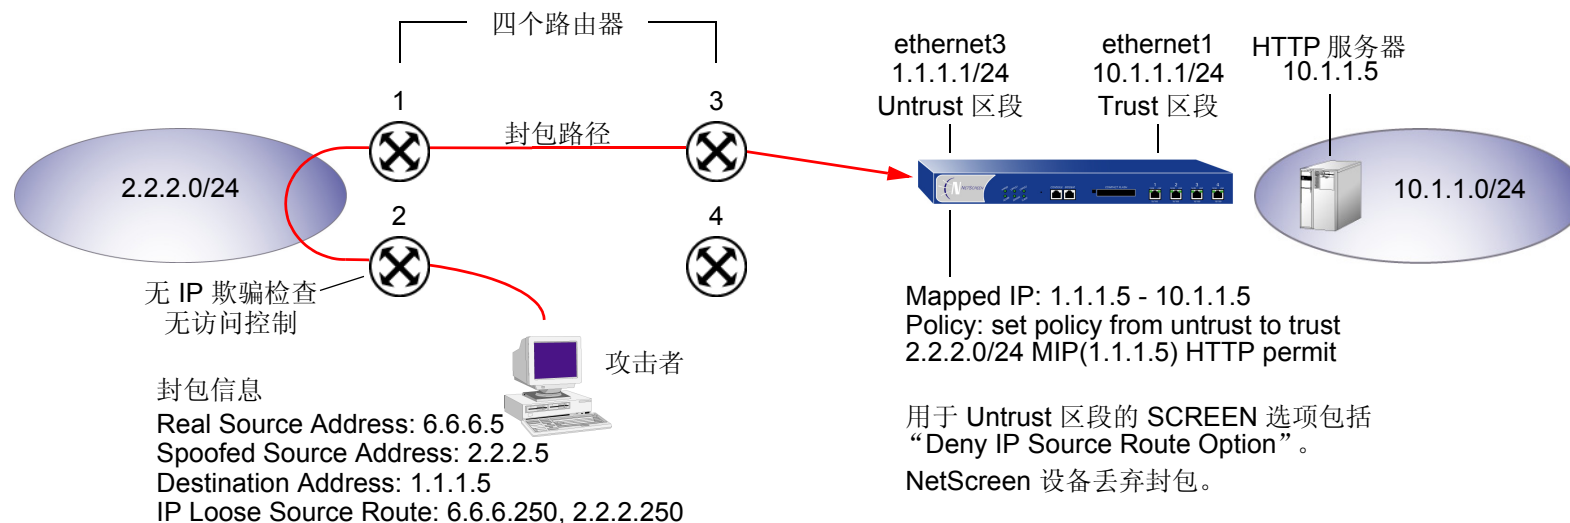 四个路由器
ethernet3
1.1.1.1/24
Untrust 区段
ethernet1
10.1.1.1/24
Trust 区段
HTTP 服务器
10.1.1.5
1
3
封包路径
2.2.2.0/24
10.1.1.0/24
2
4
无 IP 欺骗检查
无访问控制
攻击者
封包信息
Real Source Address: 6.6.6.5
Spoofed Source Address: 2.2.2.5
Destination Address: 1.1.1.5
IP Loose Source Route: 6.6.6.250, 2.2.2.250
Mapped IP: 1.1.1.5 - 10.1.1.5
Policy: set policy from untrust to trust
2.2.2.0/24 MIP(1.1.1.5) HTTP permit
用于 Untrust 区段的 SCREEN 选项包括
“Deny IP Source Route Option”。
NetScreen 设备丢弃封包。